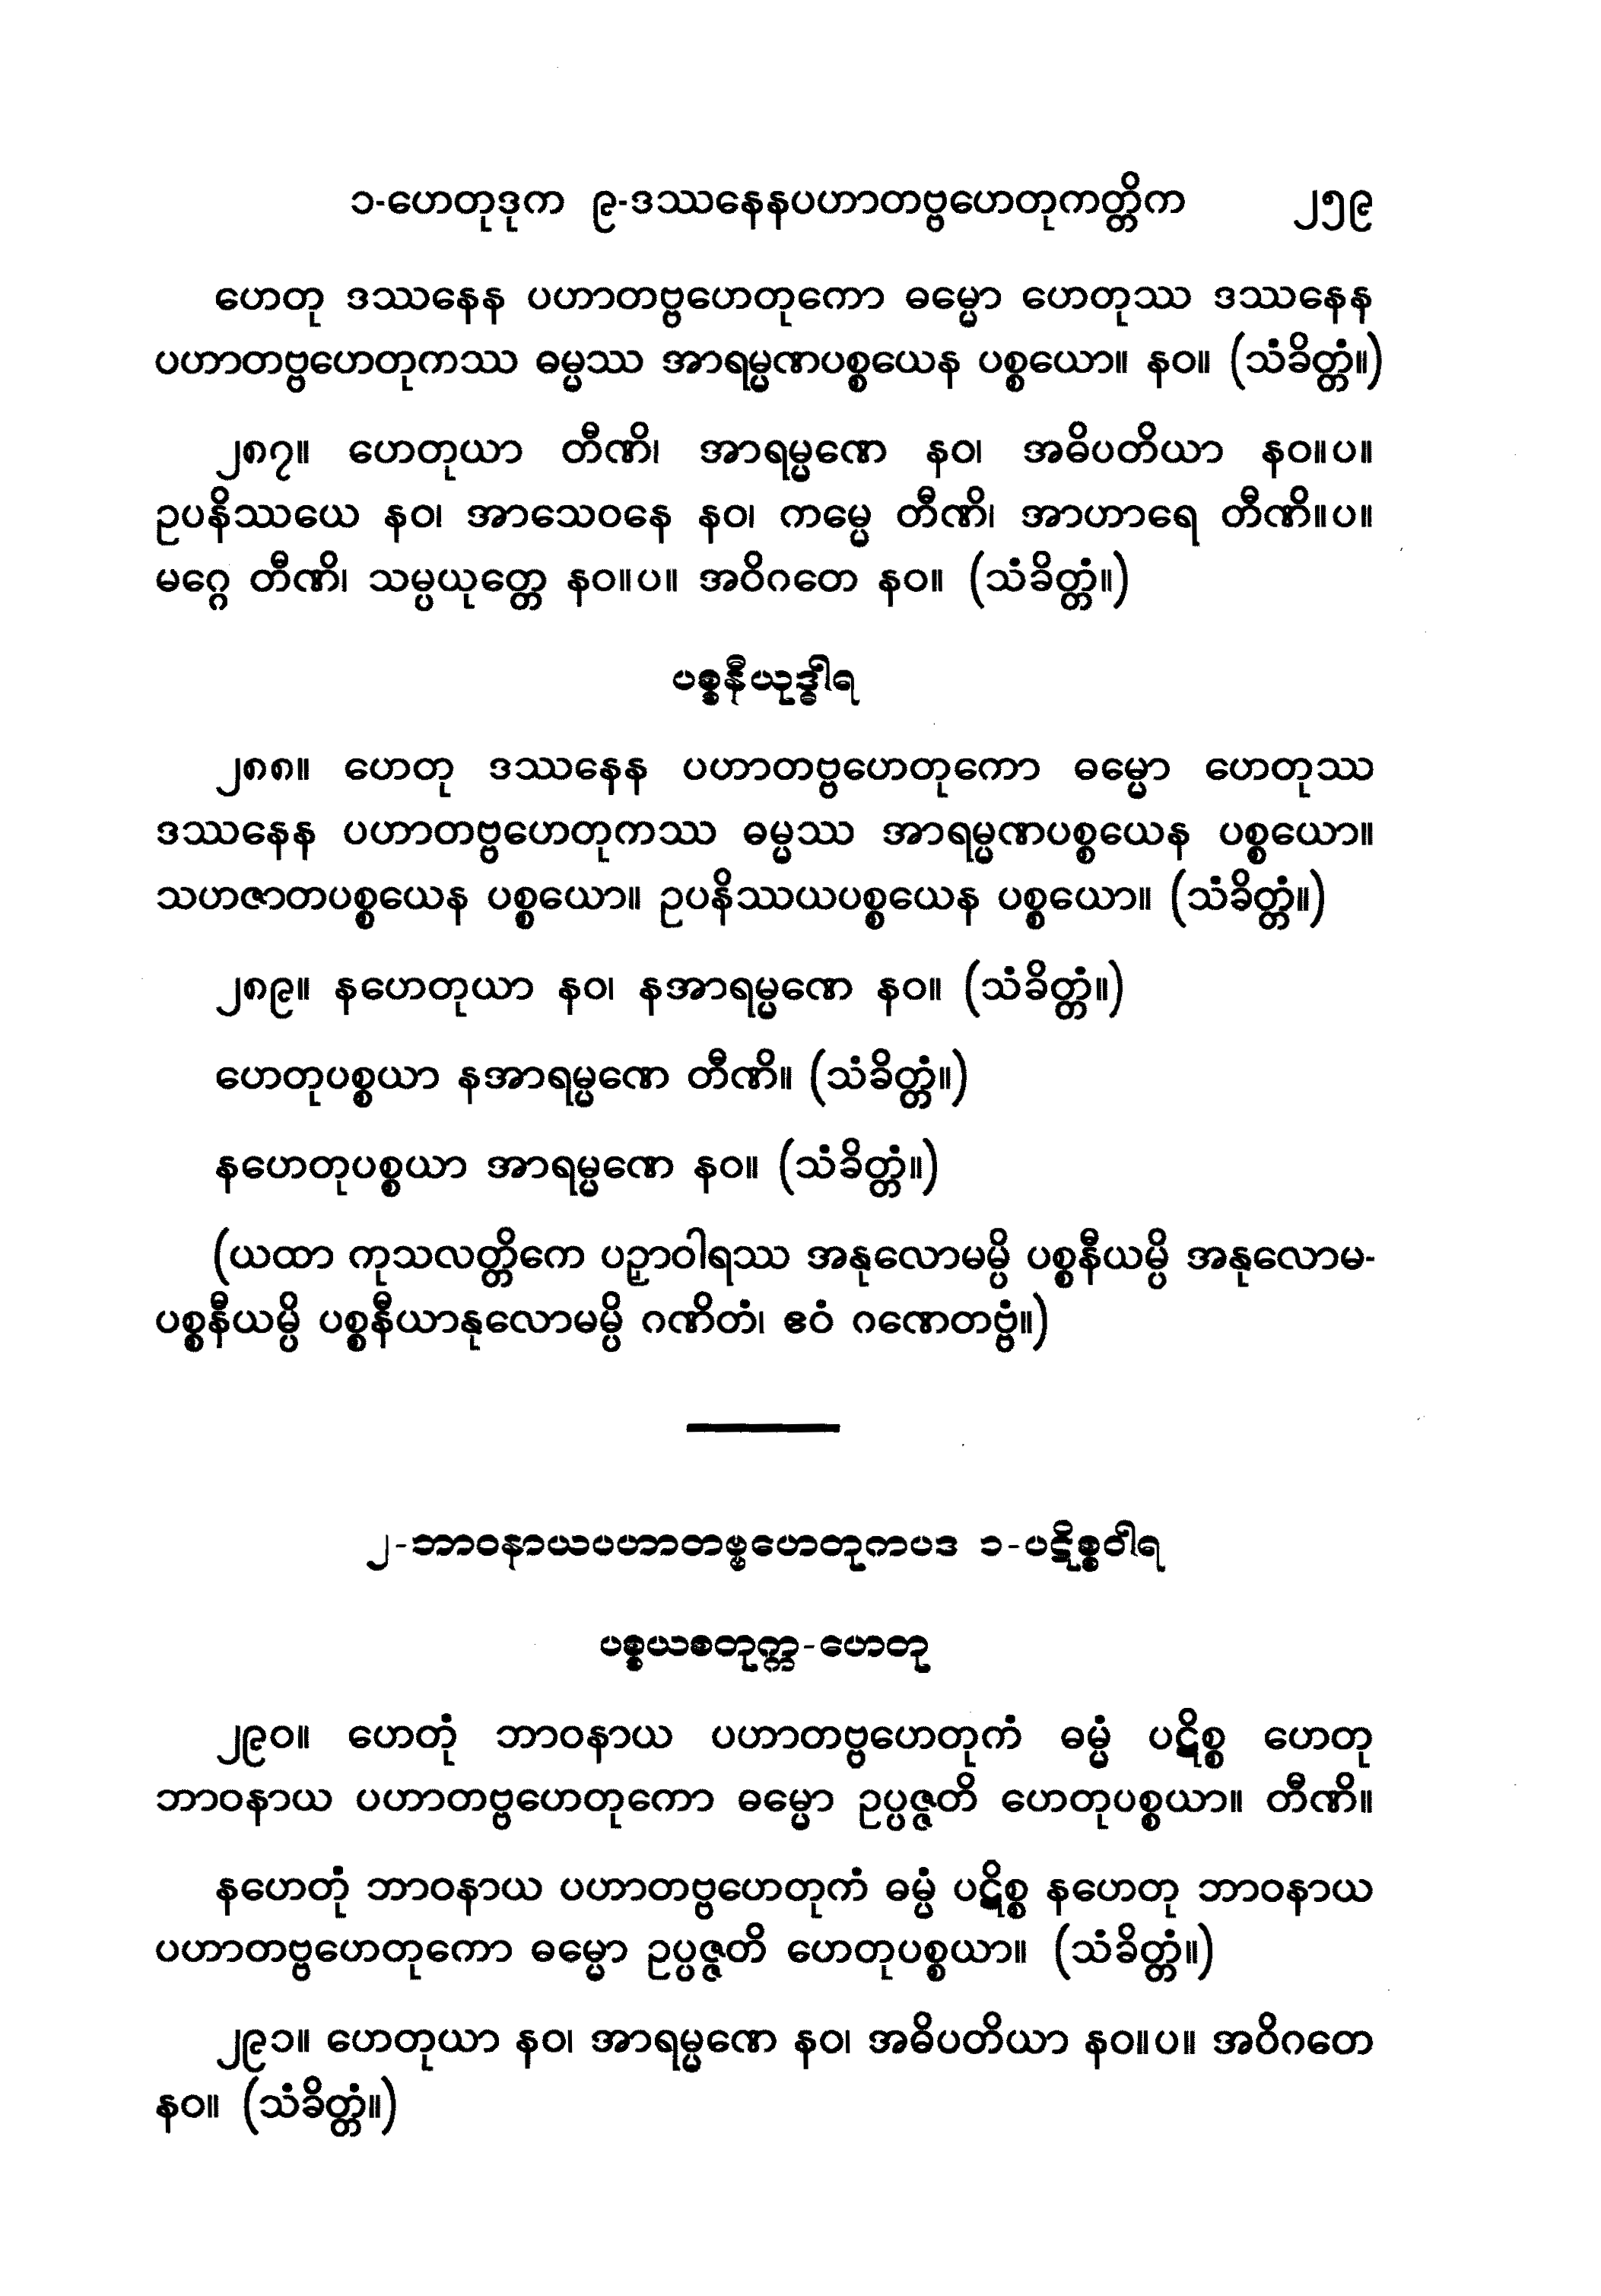 ၁-ဟေတုဒုက ၉-ဒဿနေနပဟာတဗ္ဗဟေတုကတ္တိက ၂၅၉
ဟေတု ဒဿနေန ပဟာတဗ္ဗဟေတုကော ဓမ္မော ဟေတုဿ ဒဿနေန
ပဟာတဗ္ဗဟေတုကဿ ဓမ္မဿ အာရမ္မဏပစ္စယေန ပစ္စယော။ နဝ။ (သံခိတ္တံ။)
၂၈၇။ ဟေတုယာ တီဏိ၊ အာရမ္မဏေ နဝ၊ အဓိပတိယာ နဝ။ပ။
ဥပနိဿယေ နဝ၊ အာသေဝနေ နဝ၊ ကမ္မေ တီဏိ၊ အာဟာရေ တီဏိ။ပ။
မဂ္ဂေ တီဏိ၊ သမ္ပယုတ္တေ နဝ။ပ။ အဝိဂတေ နဝ။ (သံခိတ္တံ။)
ပစ္စနီယုဒ္ဓါရ
၂၈၈။ ဟေတု ဒဿနေန ပဟာတဗ္ဗဟေတုကော ဓမ္မော ဟေတုဿ
ဒဿနေန ပဟာတဗ္ဗဟေတုကဿ ဓမ္မဿ အာရမ္မဏပစ္စယေန ပစ္စယော။
သဟဇာတပစ္စယေန ပစ္စယော။ ဥပနိဿယပစ္စယေန ပစ္စယော။ (သံခိတ္တံ။)
၂၈၉။ နဟေတုယာ နဝ၊ နအာရမ္မဏေ နဝ။ (သံခိတ္တံ။)
ဟေတုပစ္စယာ နအာရမ္မဏေ တီဏိ။ (သံခိတ္တံ။)
နဟေတုပစ္စယာ အာရမ္မဏေ နဝ။ (သံခိတ္တံ။)
(ယထာ ကုသလတ္တိကေ ပဉှာဝါရဿ အနုလောမမ္ပိ ပစ္စနီယမ္ပိ အနုလောမ-
ပစ္စနီယမ္ပိ ပစ္စနီယာနုလောမမ္ပိ ဂဏိတံ၊ ဧဝံ ဂဏေတဗ္ဗံ။)
၂-ဘာဝနာယပဟာတဗ္ဗဟေတုကပဒ ၁-ပဋိစ္စဝါရ
ပစ္စယစတုက္က-ဟေတု
၂၉၀။ ဟေတုံ ဘာဝနာယ ပဟာတဗ္ဗဟေတုကံ ဓမ္မံ ပဋိစ္စ ဟေတု
ဘာဝနာယ ပဟာတဗ္ဗဟေတုကော ဓမ္မော ဥပ္ပဇ္ဇတိ ဟေတုပစ္စယာ။ တီဏိ။
နဟေတုံ ဘာဝနာယ ပဟာတဗ္ဗဟေတုကံ ဓမ္မံ ပဋိစ္စ နဟေတု ဘာဝနာယ
ပဟာတဗ္ဗဟေတုကော ဓမ္မော ဥပ္ပဇ္ဇတိ ဟေတုပစ္စယာ။ (သံခိတ္တံ။)
၂၉၁။ ဟေတုယာ နဝ၊ အာရမ္မဏေ နဝ၊ အဓိပတိယာ နဝ။ပ။ အဝိဂတေ
နဝ။ (သံခိတ္တံ။)